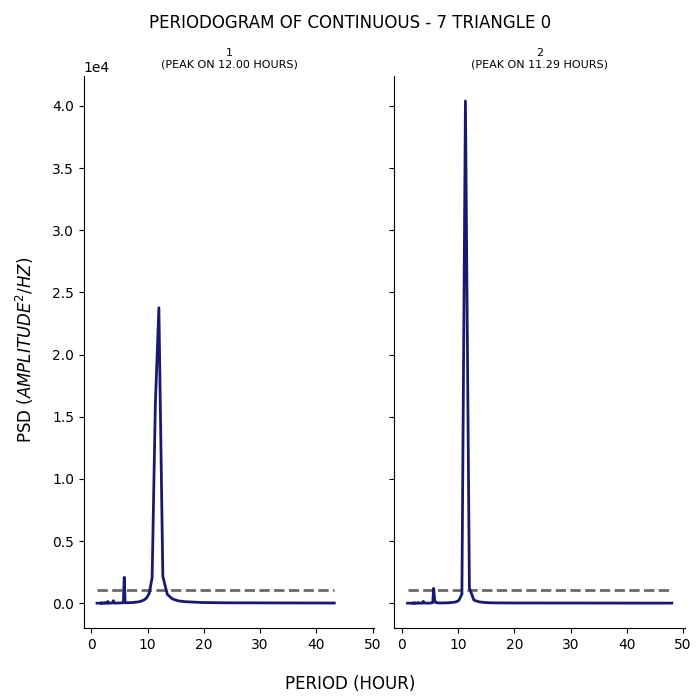 PERIODOGRAM OF CONTINUOUS - 7 TRIANGLE 0
1
(PEAK ON 12.00 HOURS)
2
(PEAK ON 11.29 HOURS)
1e4
4.0
3.5
3.0
2.5
2.0
1.5
1.0
0.5
0.0
PSD (AMPLITUDE²/HZ)
0 10 20 30 40 50
0 10 20 30 40 50
PERIOD (HOUR)